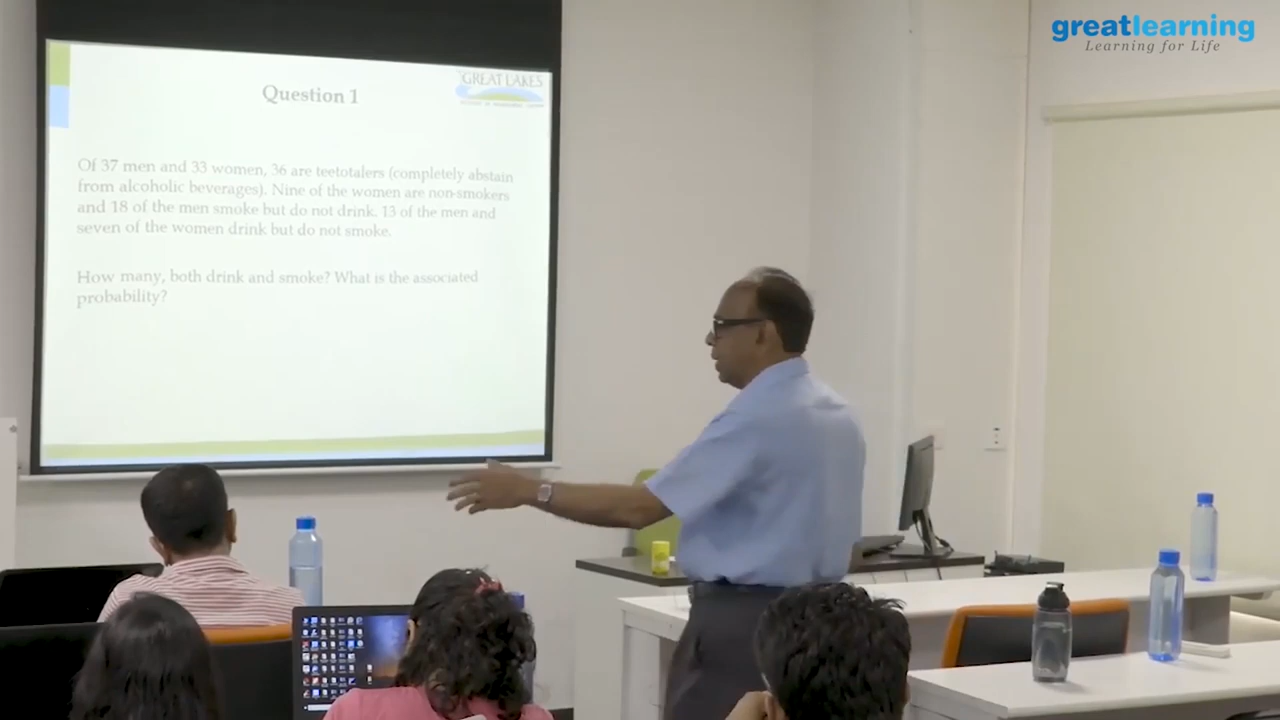 greatlearning
Learning for Life
GREAT LAKES
Question 1
Of 37 men and 33 women, 36 are teetotalers (completely abstain
from alcoholic beverages). Nine of the women are non-smokers
and 18 of the men smoke but do not drink. 13 of the men and
seven of the women drink but do not smoke.
How many, both drink and smoke? What is the associated
probability?